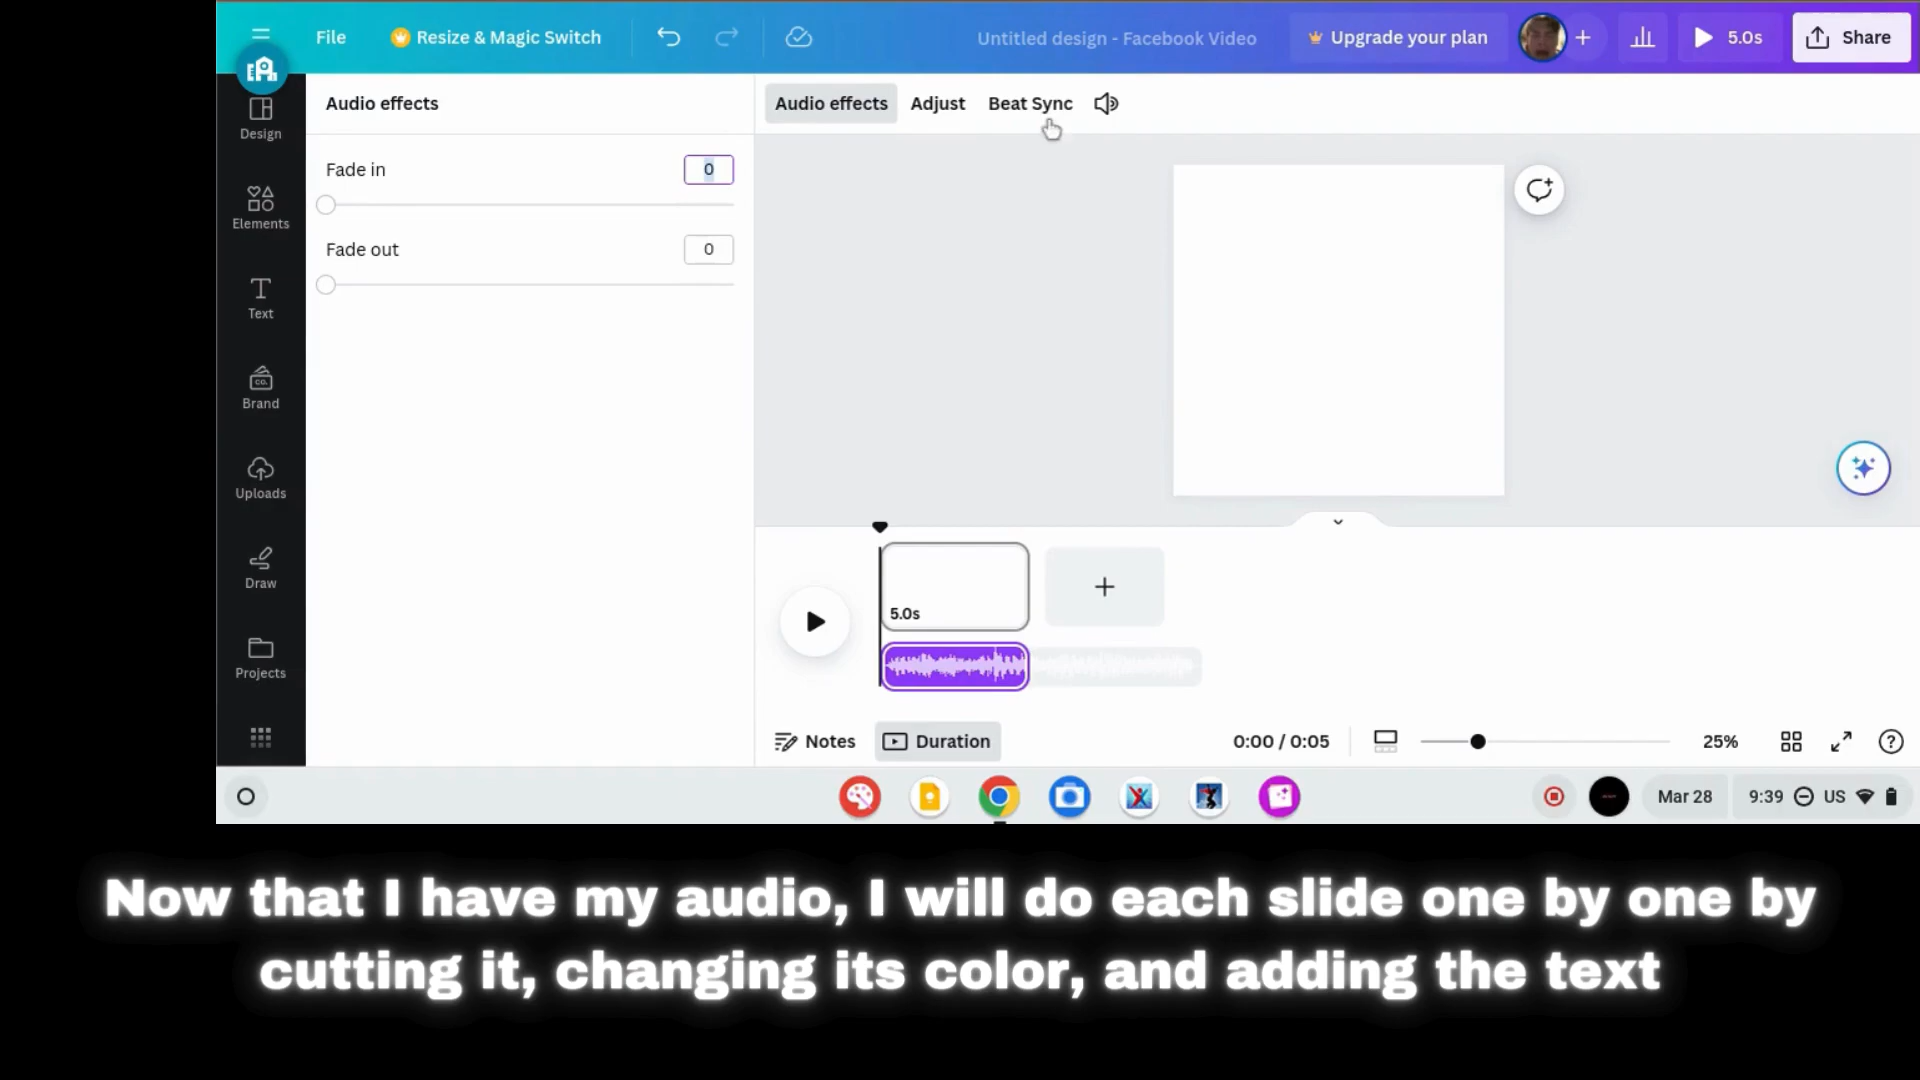 File
Resize & Magic Switch
Untitled design - Facebook Video
Upgrade your plan
5.0s
Share
Design
Elements
Text
Brand
Uploads
Draw
Projects
Audio effects
Fade in
0
Fade out
0
Audio effects
Adjust
Beat Sync
5.0s
Notes
Duration
0:00 / 0:05
25%
Mar 28
9:39
US
Now that I have my audio, I will do each slide one by one by
cutting it, changing its color, and adding the text